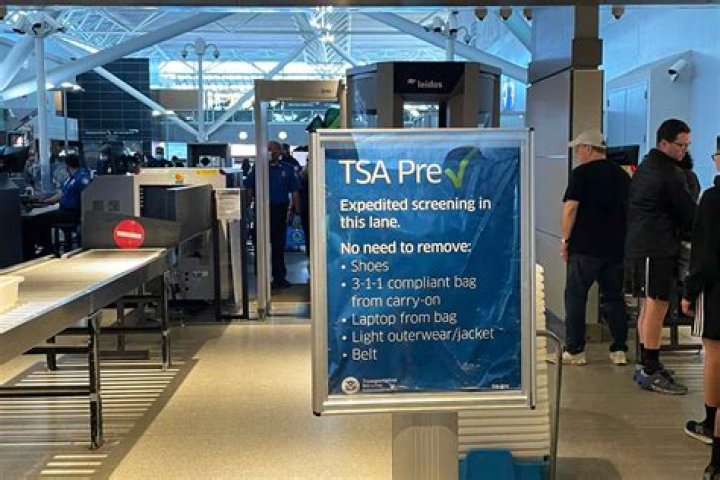 leidos
TSA Pre✓
Expedited screening in
this lane.
No need to remove:
• Shoes
• 3-1-1 compliant bag
from carry-on
• Laptop from bag
• Light outerwear/jacket
• Belt
Transportation